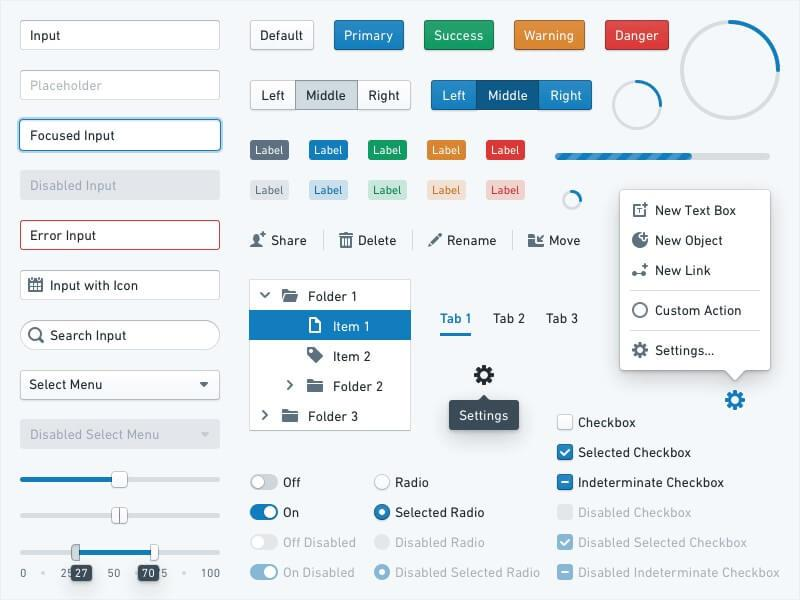 Input
Placeholder
Focused Input
Disabled Input
Error Input
Input with Icon
Search Input
Select Menu
Disabled Select Menu
0 25 27 50 70 75 100
Default Primary Success Warning Danger
Left Middle Right Left Middle Right
Label Label Label Label Label
Label Label Label Label Label
Share Delete Rename Move
Folder 1
Item 1
Item 2
Folder 2
Folder 3
Tab 1 Tab 2 Tab 3
Settings
New Text Box
New Object
New Link
Custom Action
Settings...
Off
On
Off Disabled
On Disabled
Radio
Selected Radio
Disabled Radio
Disabled Selected Radio
Checkbox
Selected Checkbox
Indeterminate Checkbox
Disabled Checkbox
Disabled Selected Checkbox
Disabled Indeterminate Checkbox